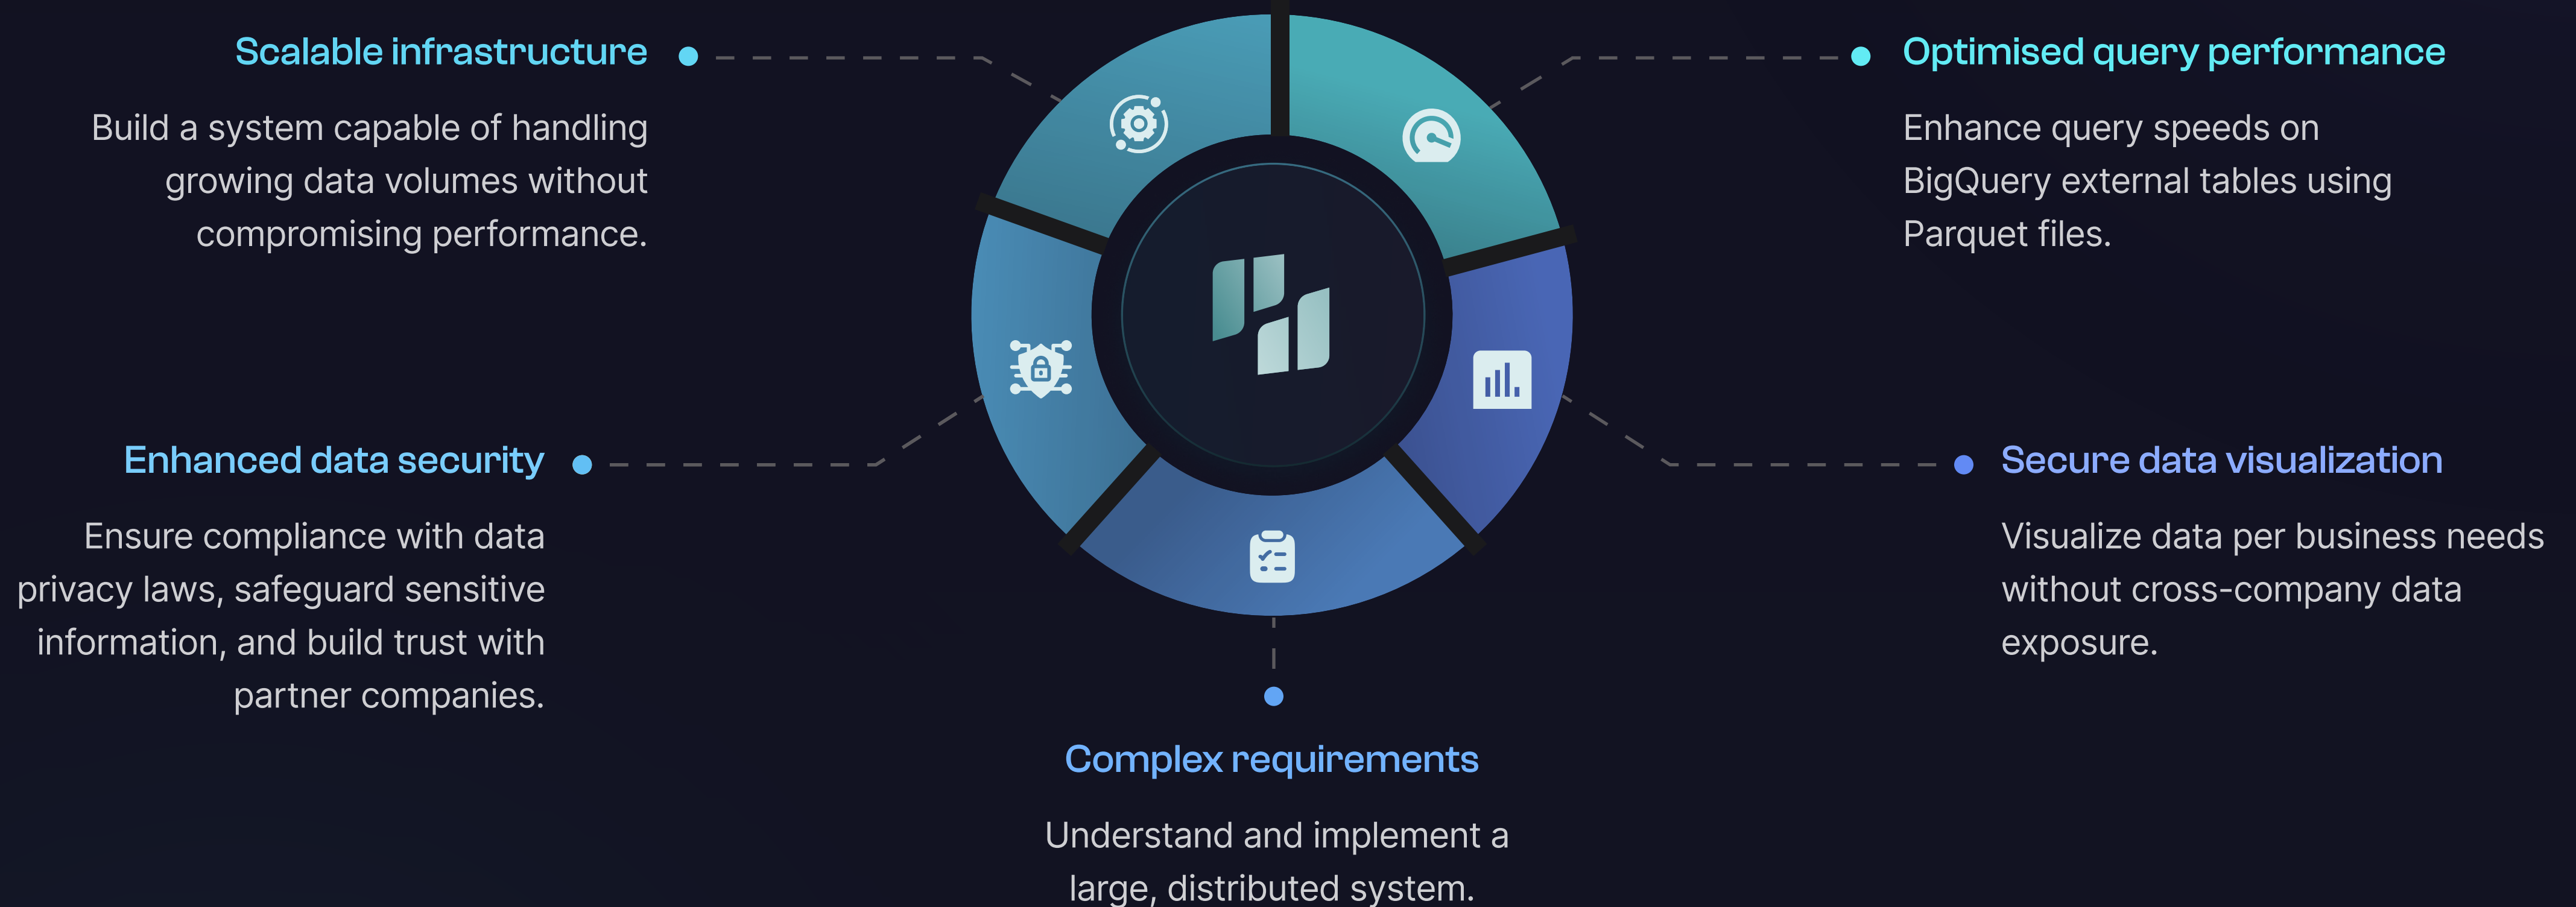 Scalable infrastructure
Build a system capable of handling
growing data volumes without
compromising performance.
Optimised query performance
Enhance query speeds on
BigQuery external tables using
Parquet files.
Enhanced data security
Ensure compliance with data
privacy laws, safeguard sensitive
information, and build trust with
partner companies.
Secure data visualization
Visualize data per business needs
without cross-company data
exposure.
Complex requirements
Understand and implement a
large, distributed system.